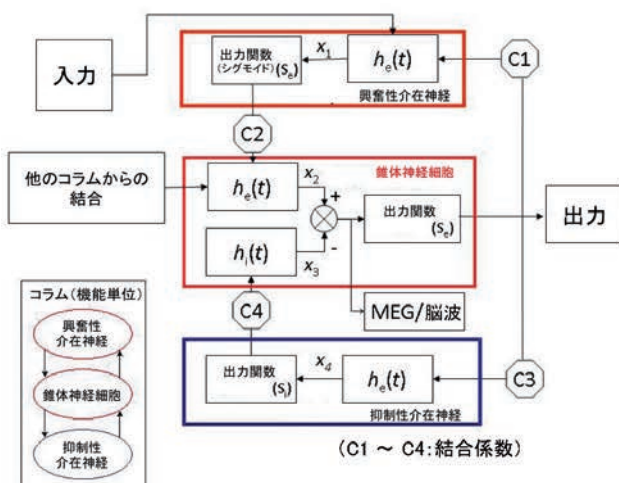 入力
出力関数
(シグモイド)(Se)
x1
he(t)
C1
興奮性介在神経
C2
錐体神経細胞
他のコラムからの
結合
he(t)
x2
+
出力関数
(Se)
出力
hi(t)
-
x3
コラム(機能単位)
興奮性
介在神経
錐体神経細胞
抑制性
介在神経
C4
MEG/脳波
出力関数
(Si)
x4
he(t)
C3
抑制性介在神経
(C1 ~ C4:結合係数)